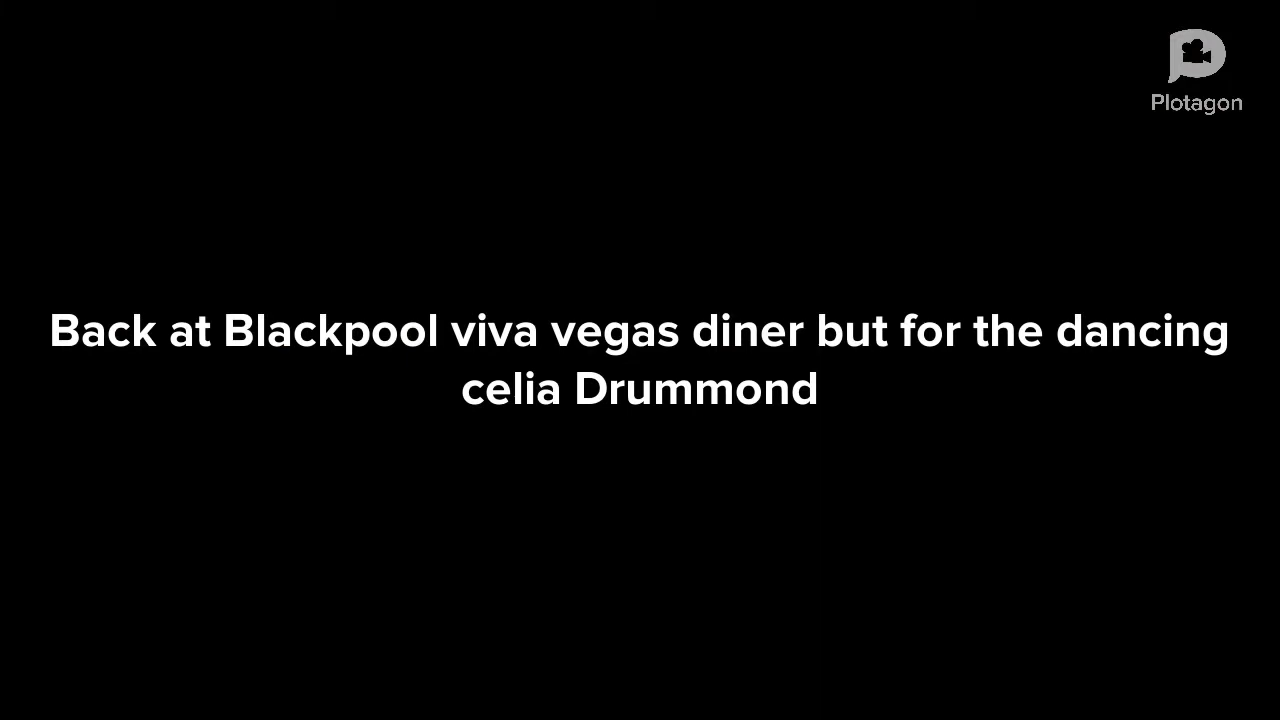 Plotagon
Back at Blackpool viva vegas diner but for the dancing
celia Drummond